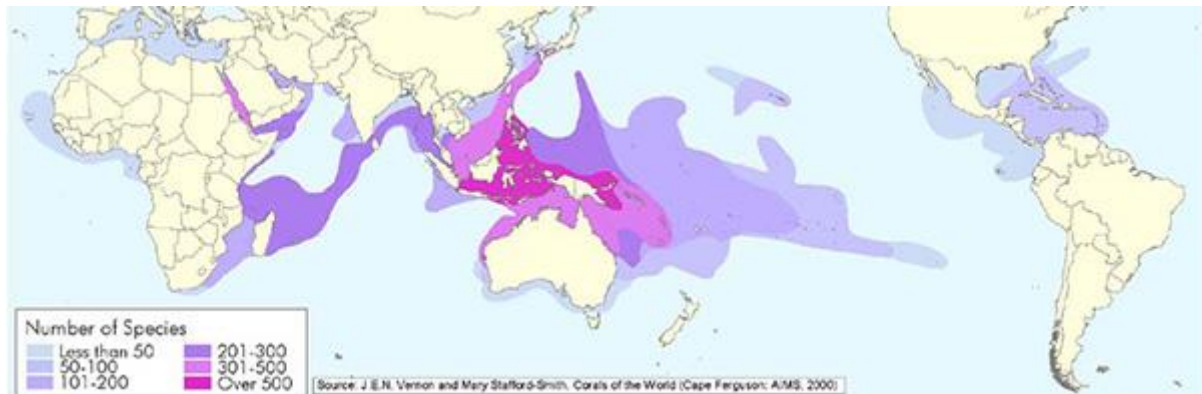 Number of Species
Less than 50
50-100
101-200
201-300
301-500
Over 500
Source: J.E.N. Vernon and Mary Stafford-Smith, Corals of the World (Cape Ferguson: AIMS, 2000)